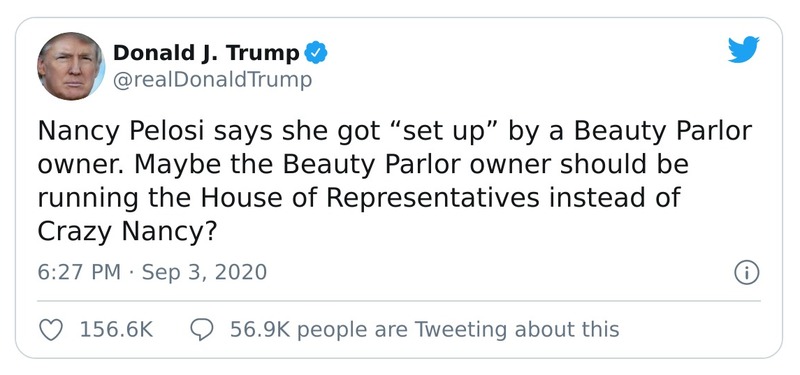 Donald J. Trump
@realDonaldTrump
Nancy Pelosi says she got “set up” by a Beauty Parlor
owner. Maybe the Beauty Parlor owner should be
running the House of Representatives instead of
Crazy Nancy?
6:27 PM · Sep 3, 2020
156.6K
56.9K people are Tweeting about this